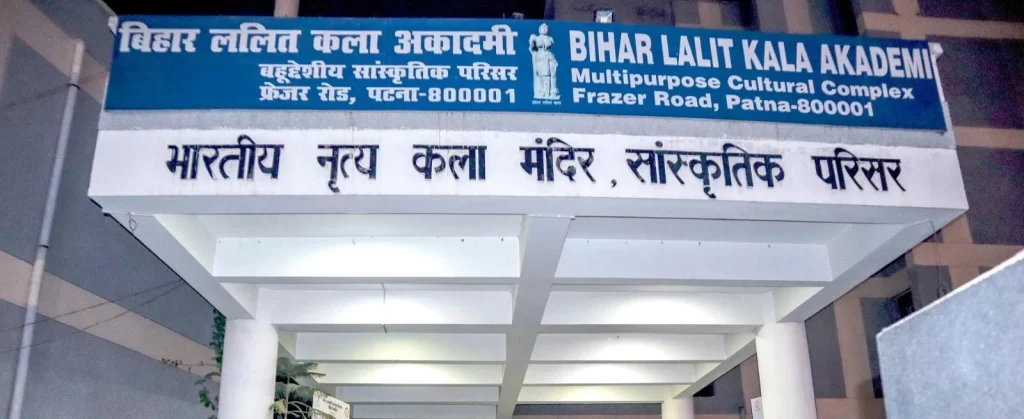 बिहार ललित कला अकादमी
बहूद्देशीय सांस्कृतिक परिसर
फ्रेजर रोड, पटना-800001
BIHAR LALIT KALA AKADEMI
Multipurpose Cultural Complex
Frazer Road, Patna-800001
भारतीय नृत्य कला मंदिर, सांस्कृतिक परिसर